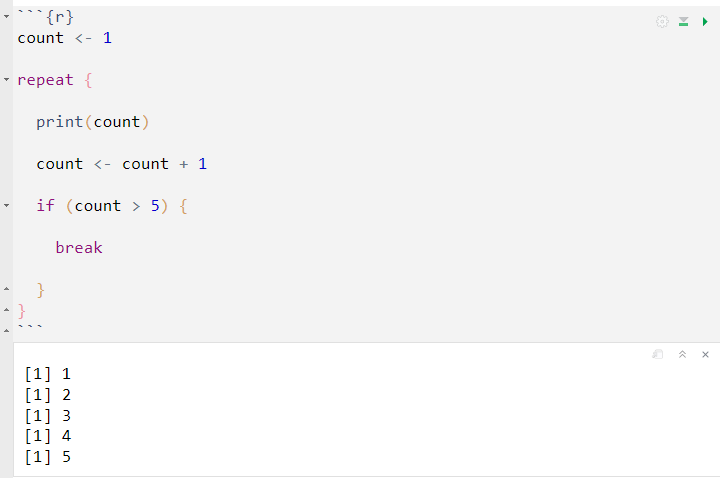 ```{r}
count <- 1
repeat {
print(count)
count <- count + 1
if (count > 5) {
break
}
}
```
[1] 1
[1] 2
[1] 3
[1] 4
[1] 5